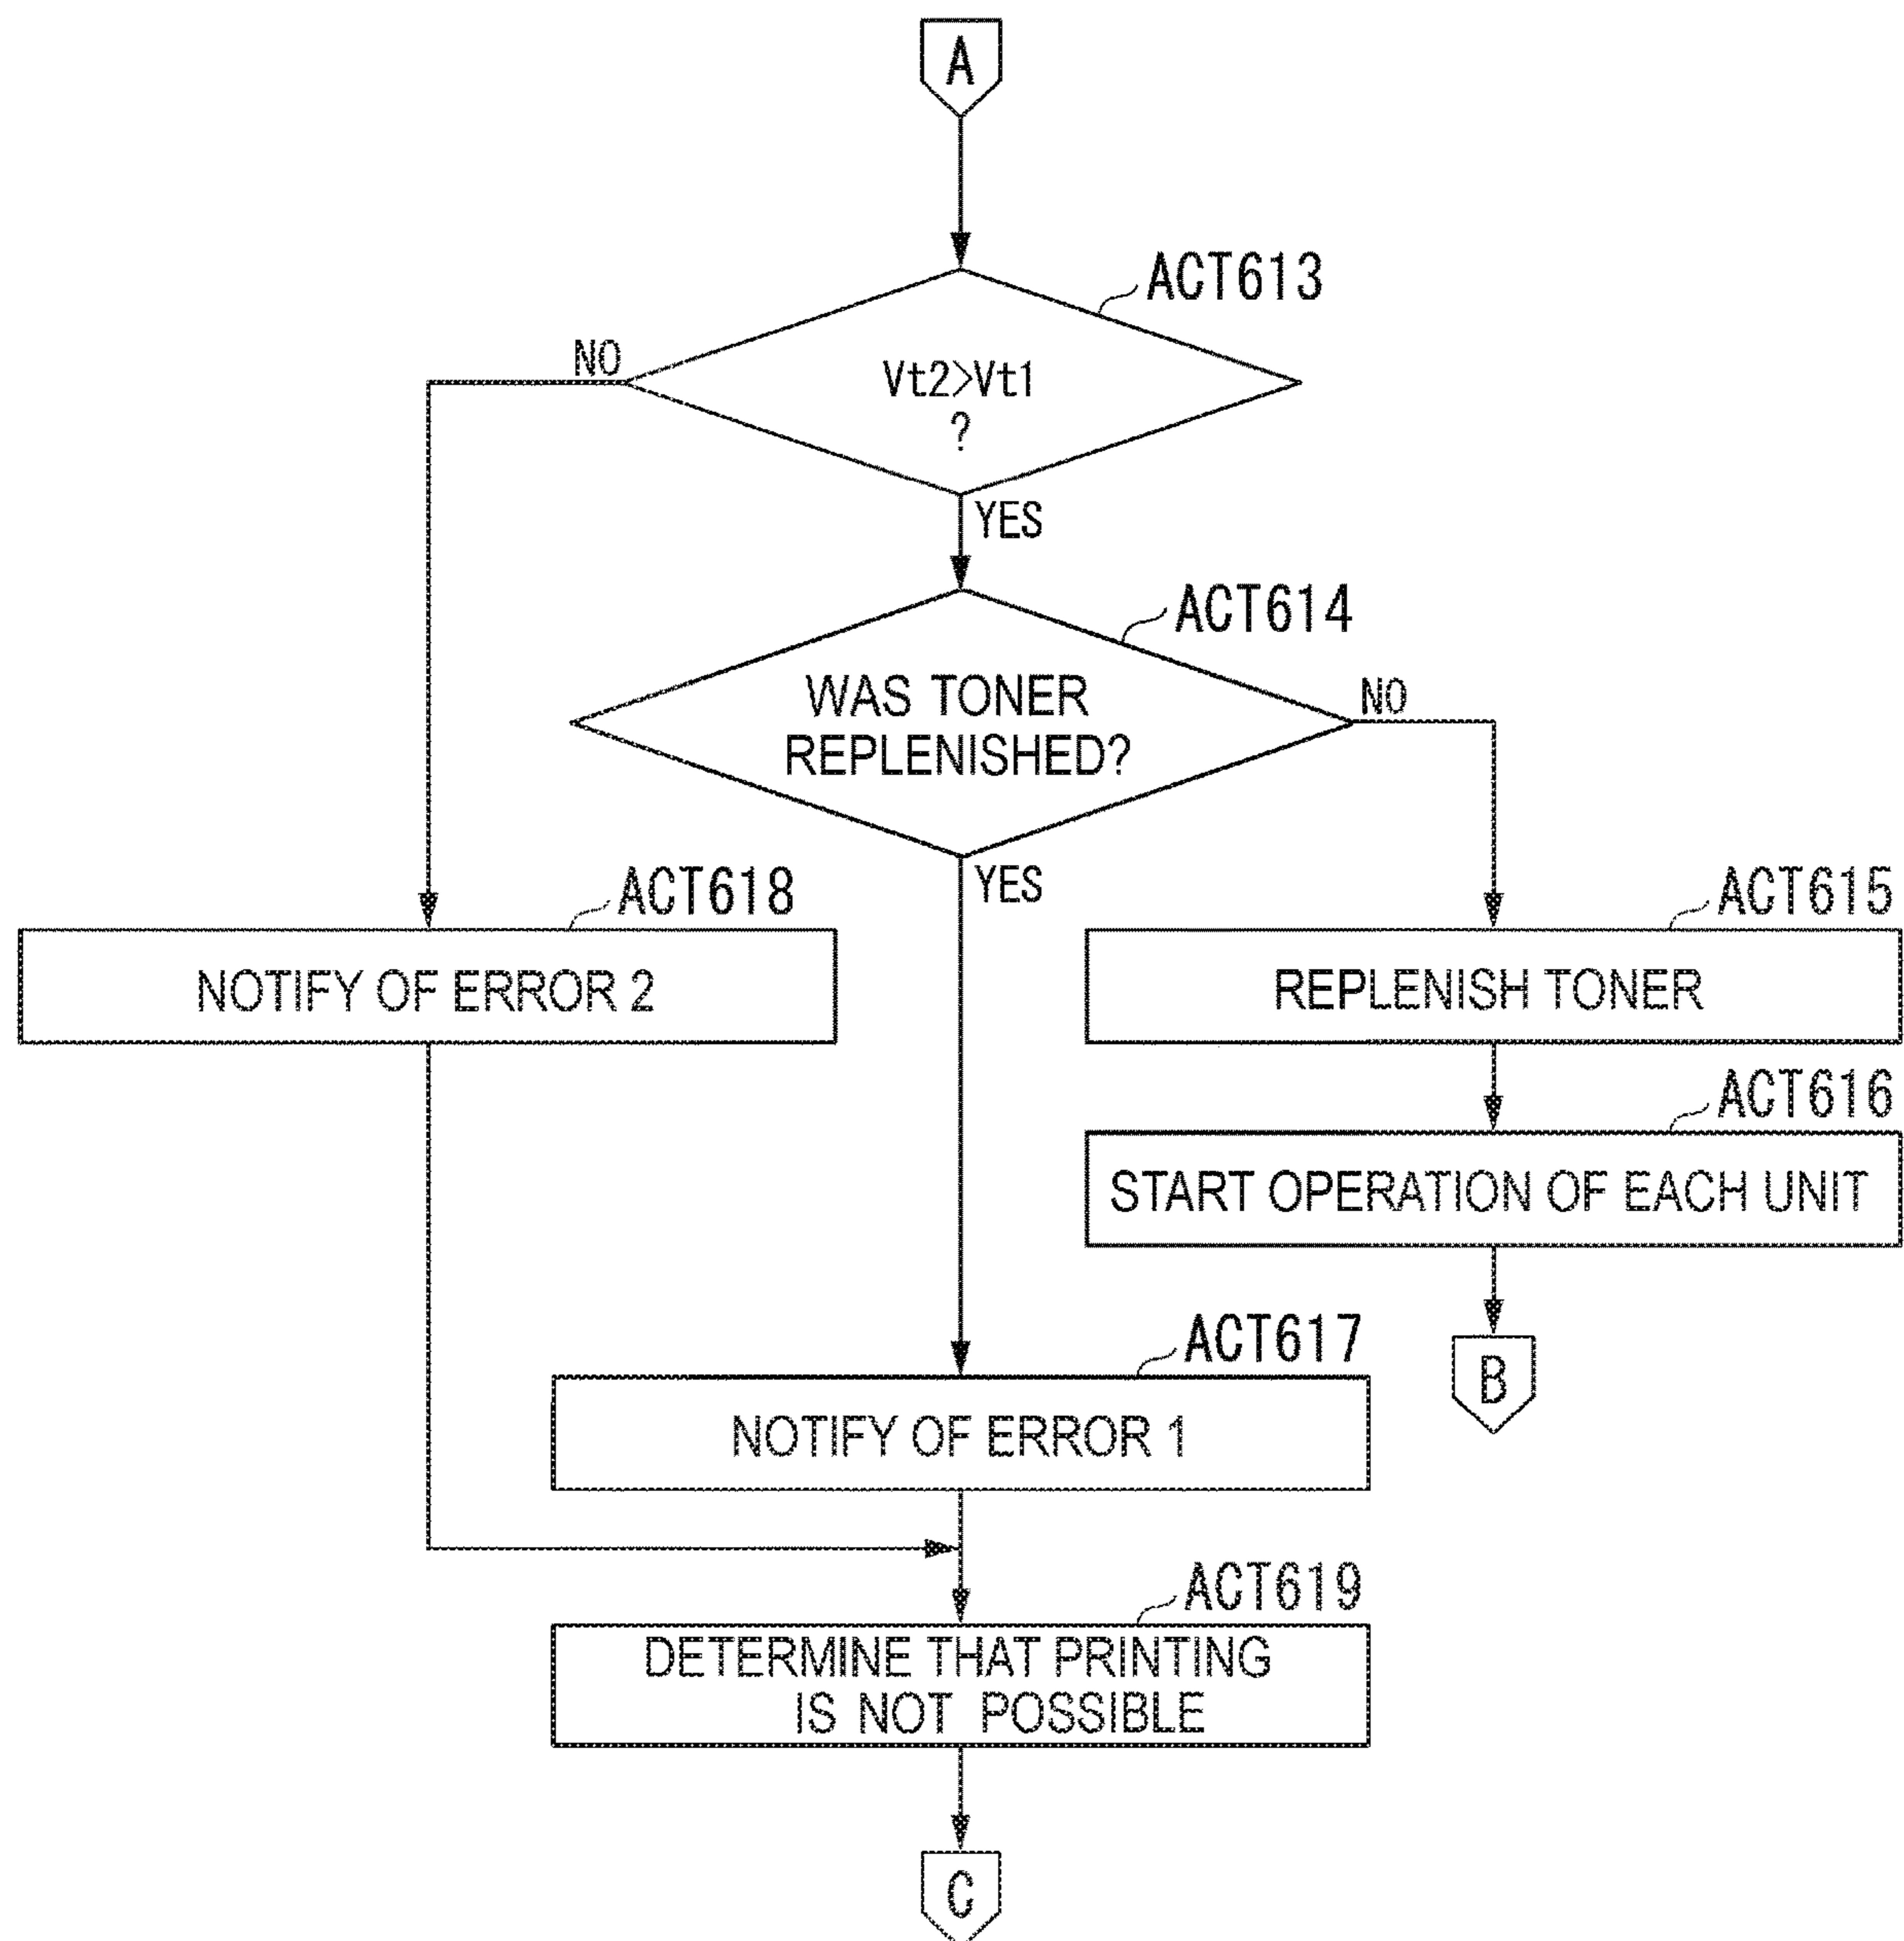 A
ACT613
NO
Vt2>Vt1
?
YES
ACT614
WAS TONER
REPLENISHED?
NO
YES
ACT618
NOTIFY OF ERROR 2
ACT615
REPLENISH TONER
ACT616
START OPERATION OF EACH UNIT
B
ACT617
NOTIFY OF ERROR 1
ACT619
DETERMINE THAT PRINTING
IS NOT POSSIBLE
C